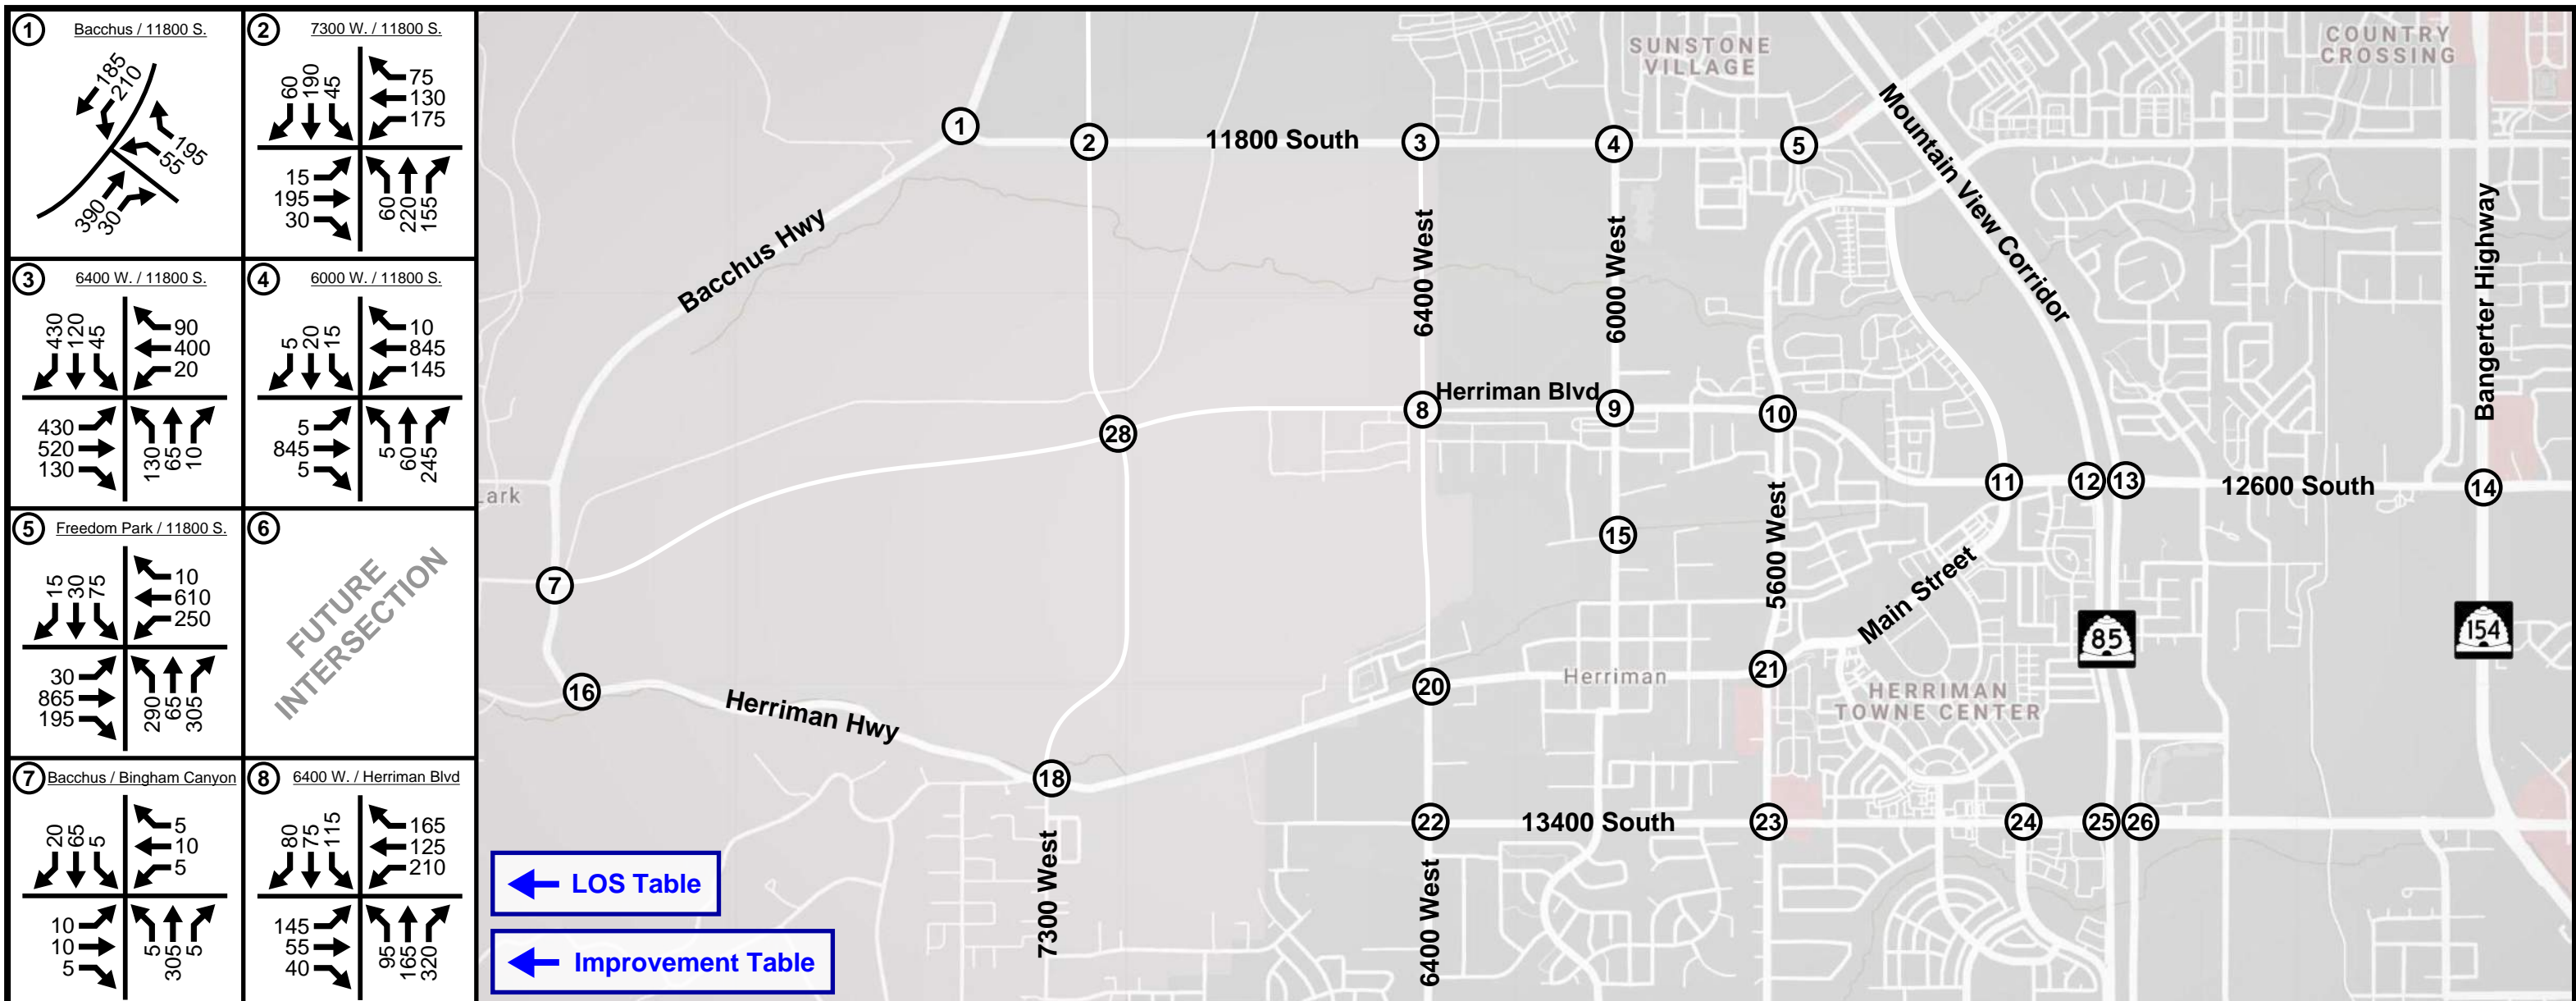 1 Bacchus / 11800 S.
185
210
195
55
390
30
2 7300 W. / 11800 S.
60 190 45
75
130
175
15
195
30
60 220 155
3 6400 W. / 11800 S.
430 120 45
90
400
20
430
520
130
130 65 10
4 6000 W. / 11800 S.
5 20 15
10
845
145
5
845
5
5 60 245
5 Freedom Park / 11800 S.
15 30 75
10
610
250
30
865
195
290 65 305
6
FUTURE
INTERSECTION
7 Bacchus / Bingham Canyon
20 65 5
5
10
5
10
10
5
5 305 5
8 6400 W. / Herriman Blvd
80 75 115
165
125
210
145
55
40
95 165 320
SUNSTONE
VILLAGE
COUNTRY
CROSSING
1
2
11800 South
3
4
5
Mountain View Corridor
Bacchus Hwy
6400 West
6000 West
Bangerter Highway
Herriman Blvd
8
9
10
28
Lark
11
12
13
12600 South
14
15
5600 West
7
Main Street
85
154
16
Herriman Hwy
20
Herriman
21
HERRIMAN
TOWNE CENTER
18
22
13400 South
23
24
25
26
7300 West
6400 West
LOS Table
Improvement Table